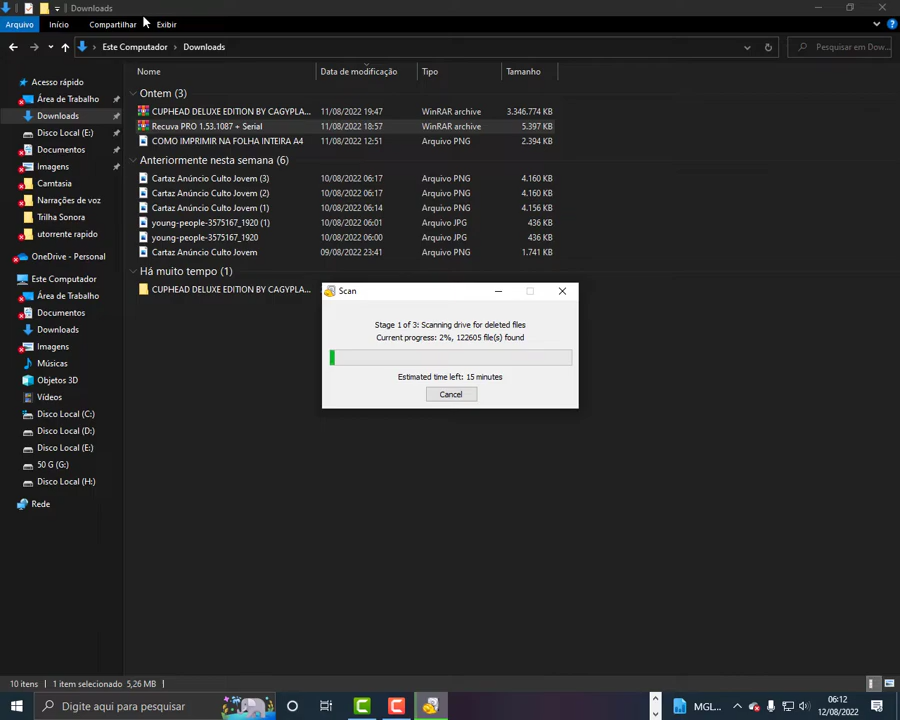 Downloads
Arquivo Início Compartilhar Exibir
Este Computador Downloads Pesquisar em Dow...
Nome Data de modificação Tipo Tamanho
Acesso rápido
Área de Trabalho
Downloads
Disco Local (E:)
Documentos
Imagens
Camtasia
Narrações de voz
Trilha Sonora
utorrente rapido
OneDrive - Personal
Este Computador
Área de Trabalho
Documentos
Downloads
Imagens
Músicas
Objetos 3D
Vídeos
Disco Local (C:)
Disco Local (D:)
Disco Local (E:)
50 G (G:)
Disco Local (H:)
Rede
Ontem (3)
CUPHEAD DELUXE EDITION BY CAGYPLA... 11/08/2022 19:47 WinRAR archive 3.346.774 KB
Recuva PRO 1.53.1087 + Serial 11/08/2022 18:57 WinRAR archive 5.397 KB
COMO IMPRIMIR NA FOLHA INTEIRA A4 11/08/2022 12:51 Arquivo PNG 2.394 KB
Anteriormente nesta semana (6)
Cartaz Anúncio Culto Jovem (3) 10/08/2022 06:17 Arquivo PNG 4.160 KB
Cartaz Anúncio Culto Jovem (2) 10/08/2022 06:17 Arquivo PNG 4.160 KB
Cartaz Anúncio Culto Jovem (1) 10/08/2022 06:14 Arquivo PNG 4.156 KB
young-people-3575167_1920 (1) 10/08/2022 06:01 Arquivo JPG 436 KB
young-people-3575167_1920 10/08/2022 06:00 Arquivo JPG 436 KB
Cartaz Anúncio Culto Jovem 09/08/2022 23:41 Arquivo PNG 1.741 KB
Há muito tempo (1)
CUPHEAD DELUXE EDITION BY CAGYPLA...
Scan
Stage 1 of 3: Scanning drive for deleted files
Current progress: 2%, 122605 file(s) found
Estimated time left: 15 minutes
Cancel
10 itens 1 item selecionado 5,26 MB
Digite aqui para pesquisar
MGL...
06:12
12/08/2022